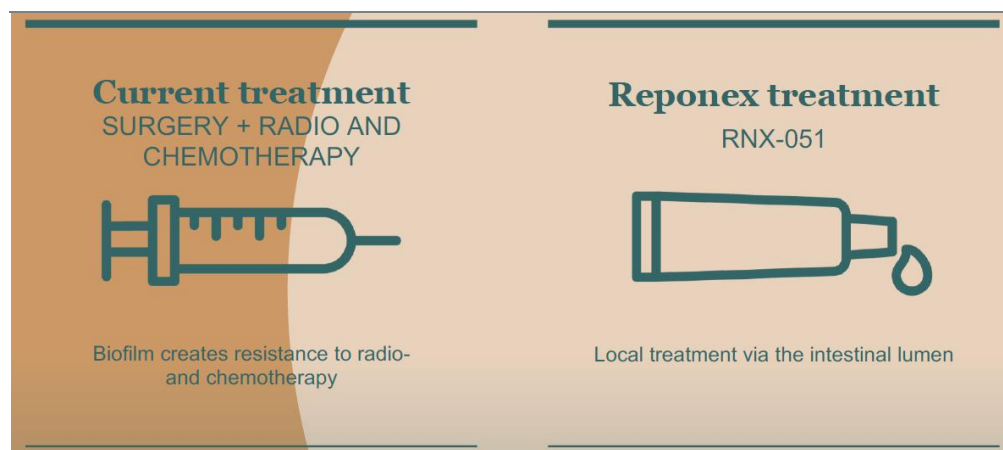 Current treatment
SURGERY + RADIO AND
CHEMOTHERAPY
Biofilm creates resistance to radio-
and chemotherapy
Reponex treatment
RNX-051
Local treatment via the intestinal lumen